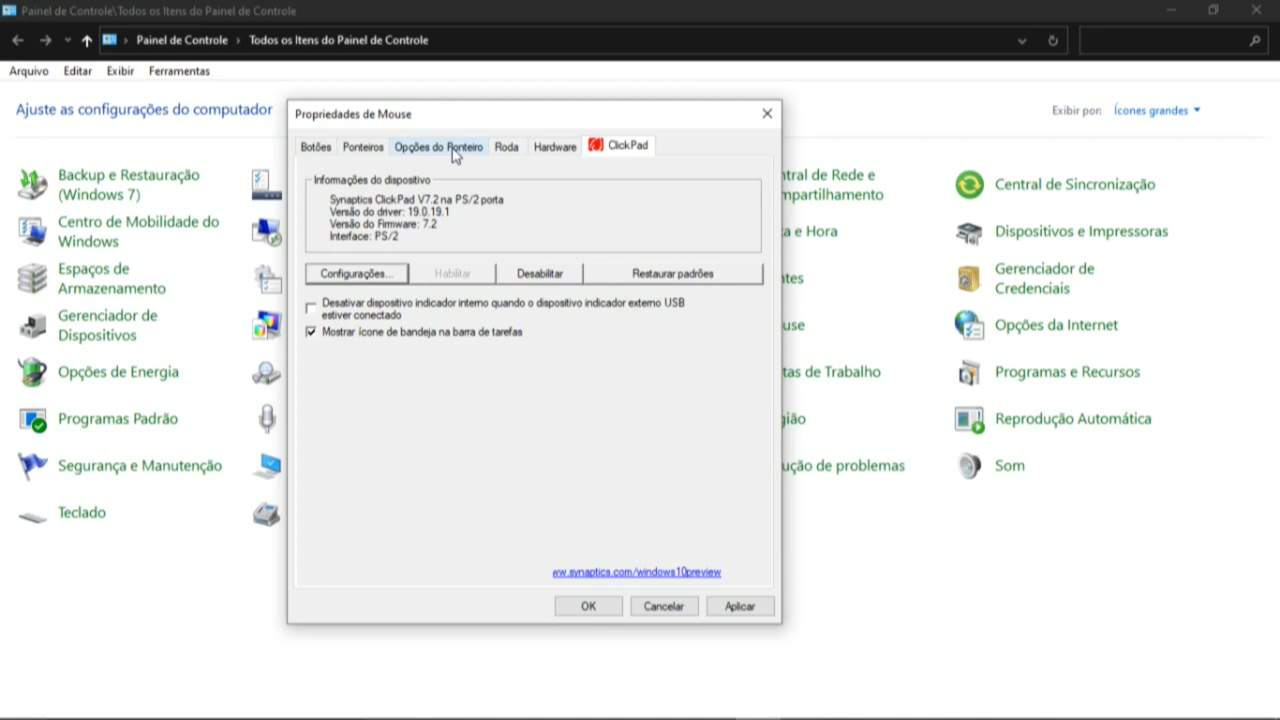 Painel de Controle\Todos os Itens do Painel de Controle
Painel de Controle › Todos os Itens do Painel de Controle
Arquivo Editar Exibir Ferramentas
Ajuste as configurações do computador
Exibir por: Ícones grandes
Backup e Restauração
(Windows 7)
Centro de Mobilidade do
Windows
Espaços de
Armazenamento
Gerenciador de
Dispositivos
Opções de Energia
Programas Padrão
Segurança e Manutenção
Teclado
Propriedades de Mouse
Botões Ponteiros Opções do Ponteiro Roda Hardware ClickPad
Informações do dispositivo
Synaptics ClickPad V7.2 na PS/2 porta
Versão do driver: 19.0.19.1
Versão do Firmware: 7.2
Interface: PS/2
Configurações... Habilitar Desabilitar Restaurar padrões
Desativar dispositivo indicador interno quando o dispositivo indicador externo USB
estiver conectado
Mostrar ícone de bandeja na barra de tarefas
ww.synaptics.com/windows10preview
OK Cancelar Aplicar
ntral de Rede e
mpartilhamento
a e Hora
ntes
use
tas de Trabalho
gião
ução de problemas
Central de Sincronização
Dispositivos e Impressoras
Gerenciador de
Credenciais
Opções da Internet
Programas e Recursos
Reprodução Automática
Som